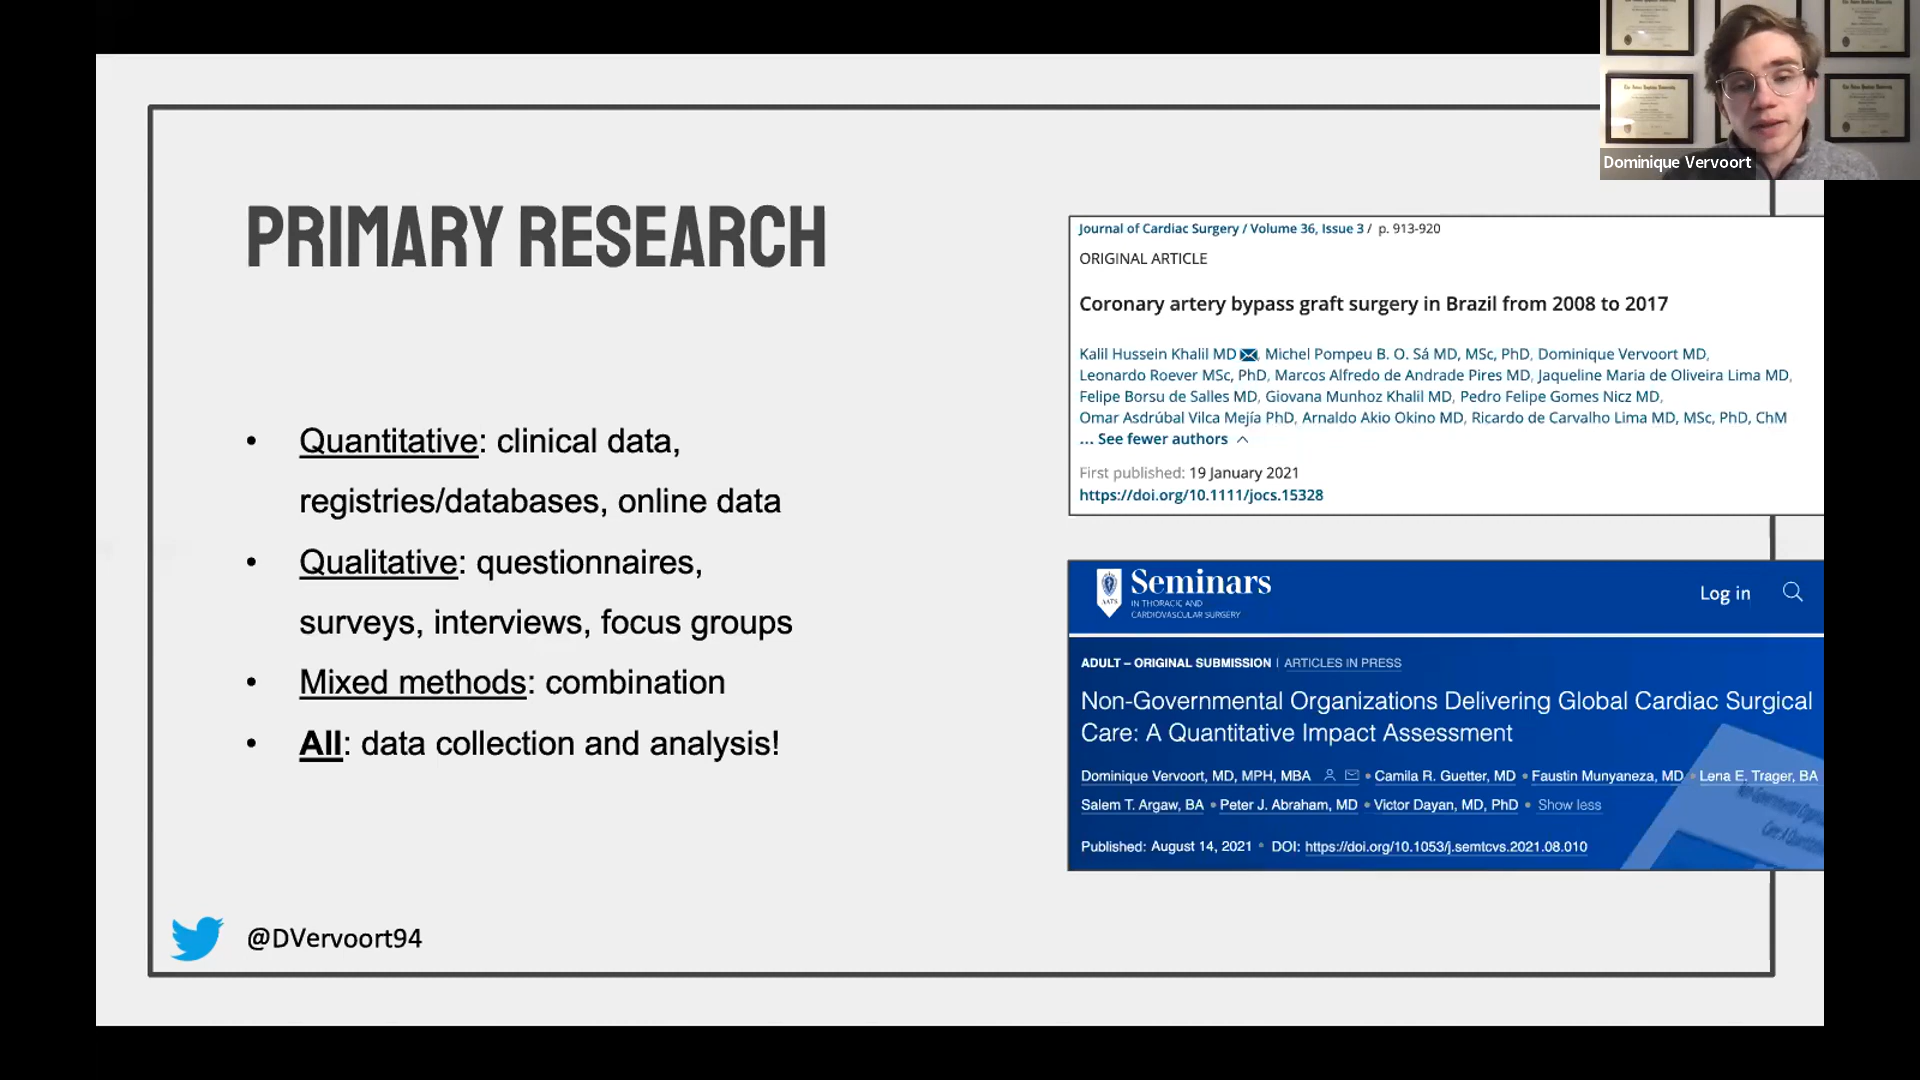 Dominique Vervoort
PRIMARY RESEARCH
• Quantitative: clinical data,
registries/databases, online data
• Qualitative: questionnaires,
surveys, interviews, focus groups
• Mixed methods: combination
• All: data collection and analysis!
@DVervoort94
Journal of Cardiac Surgery / Volume 36, Issue 3 / p. 913-920
ORIGINAL ARTICLE
Coronary artery bypass graft surgery in Brazil from 2008 to 2017
Kalil Hussein Khalil MD, Michel Pompeu B. O. Sá MD, MSc, PhD, Dominique Vervoort MD,
Leonardo Roever MSc, PhD, Marcos Alfredo de Andrade Pires MD, Jaqueline Maria de Oliveira Lima MD,
Felipe Borsu de Salles MD, Giovana Munhoz Khalil MD, Pedro Felipe Gomes Nicz MD,
Omar Asdrúbal Vilca Mejía PhD, Arnaldo Akio Okino MD, Ricardo de Carvalho Lima MD, MSc, PhD, ChM
... See fewer authors
First published: 19 January 2021
https://doi.org/10.1111/jocs.15328
AATS
Seminars
IN THORACIC AND
CARDIOVASCULAR SURGERY
Log in
ADULT – ORIGINAL SUBMISSION | ARTICLES IN PRESS
Non-Governmental Organizations Delivering Global Cardiac Surgical
Care: A Quantitative Impact Assessment
Dominique Vervoort, MD, MPH, MBA • Camila R. Guetter, MD • Faustin Munyaneza, MD • Lena E. Trager, BA
Salem T. Argaw, BA • Peter J. Abraham, MD • Victor Dayan, MD, PhD • Show less
Published: August 14, 2021 • DOI: https://doi.org/10.1053/j.semtcvs.2021.08.010